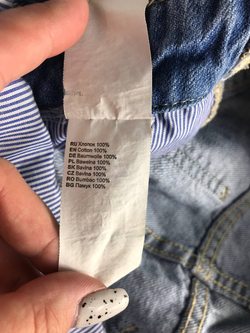 RU Хлопок 100%
EN Cotton 100%
DE Baumwolle 100%
PL Bawełna 100%
SK Bavlna 100%
CZ Bavlna 100%
RO Bumbac 100%
BG Памук 100%